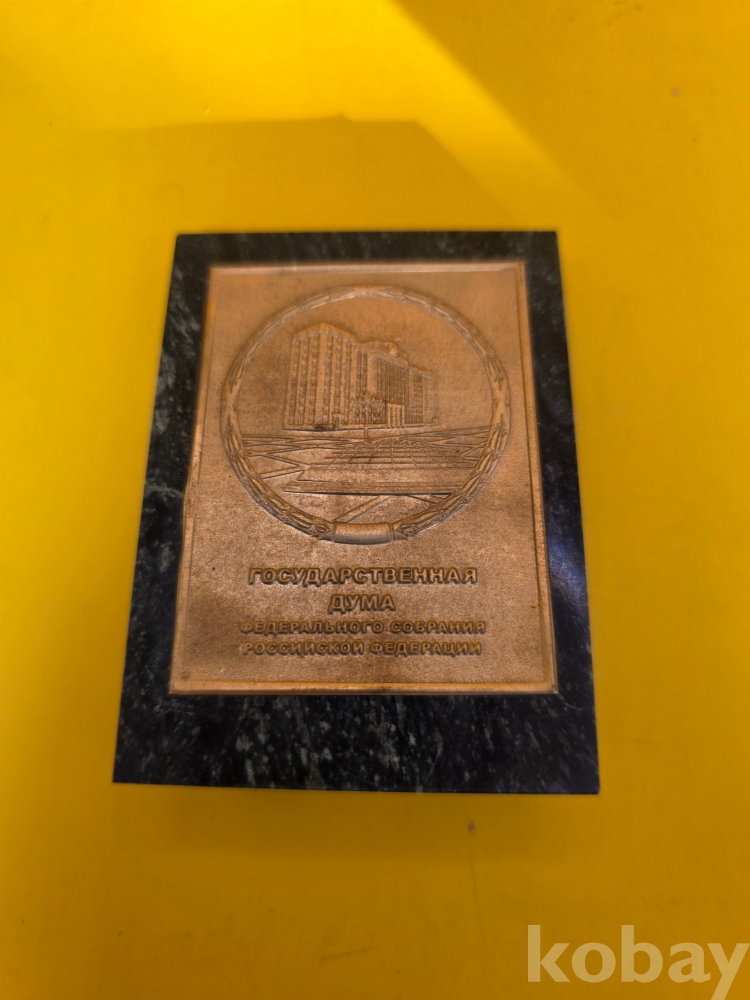 ГОСУДАРСТВЕННАЯ
ДУМА
ФЕДЕРАЛЬНОГО СОБРАНИЯ
РОССИЙСКОЙ ФЕДЕРАЦИИ
kobay